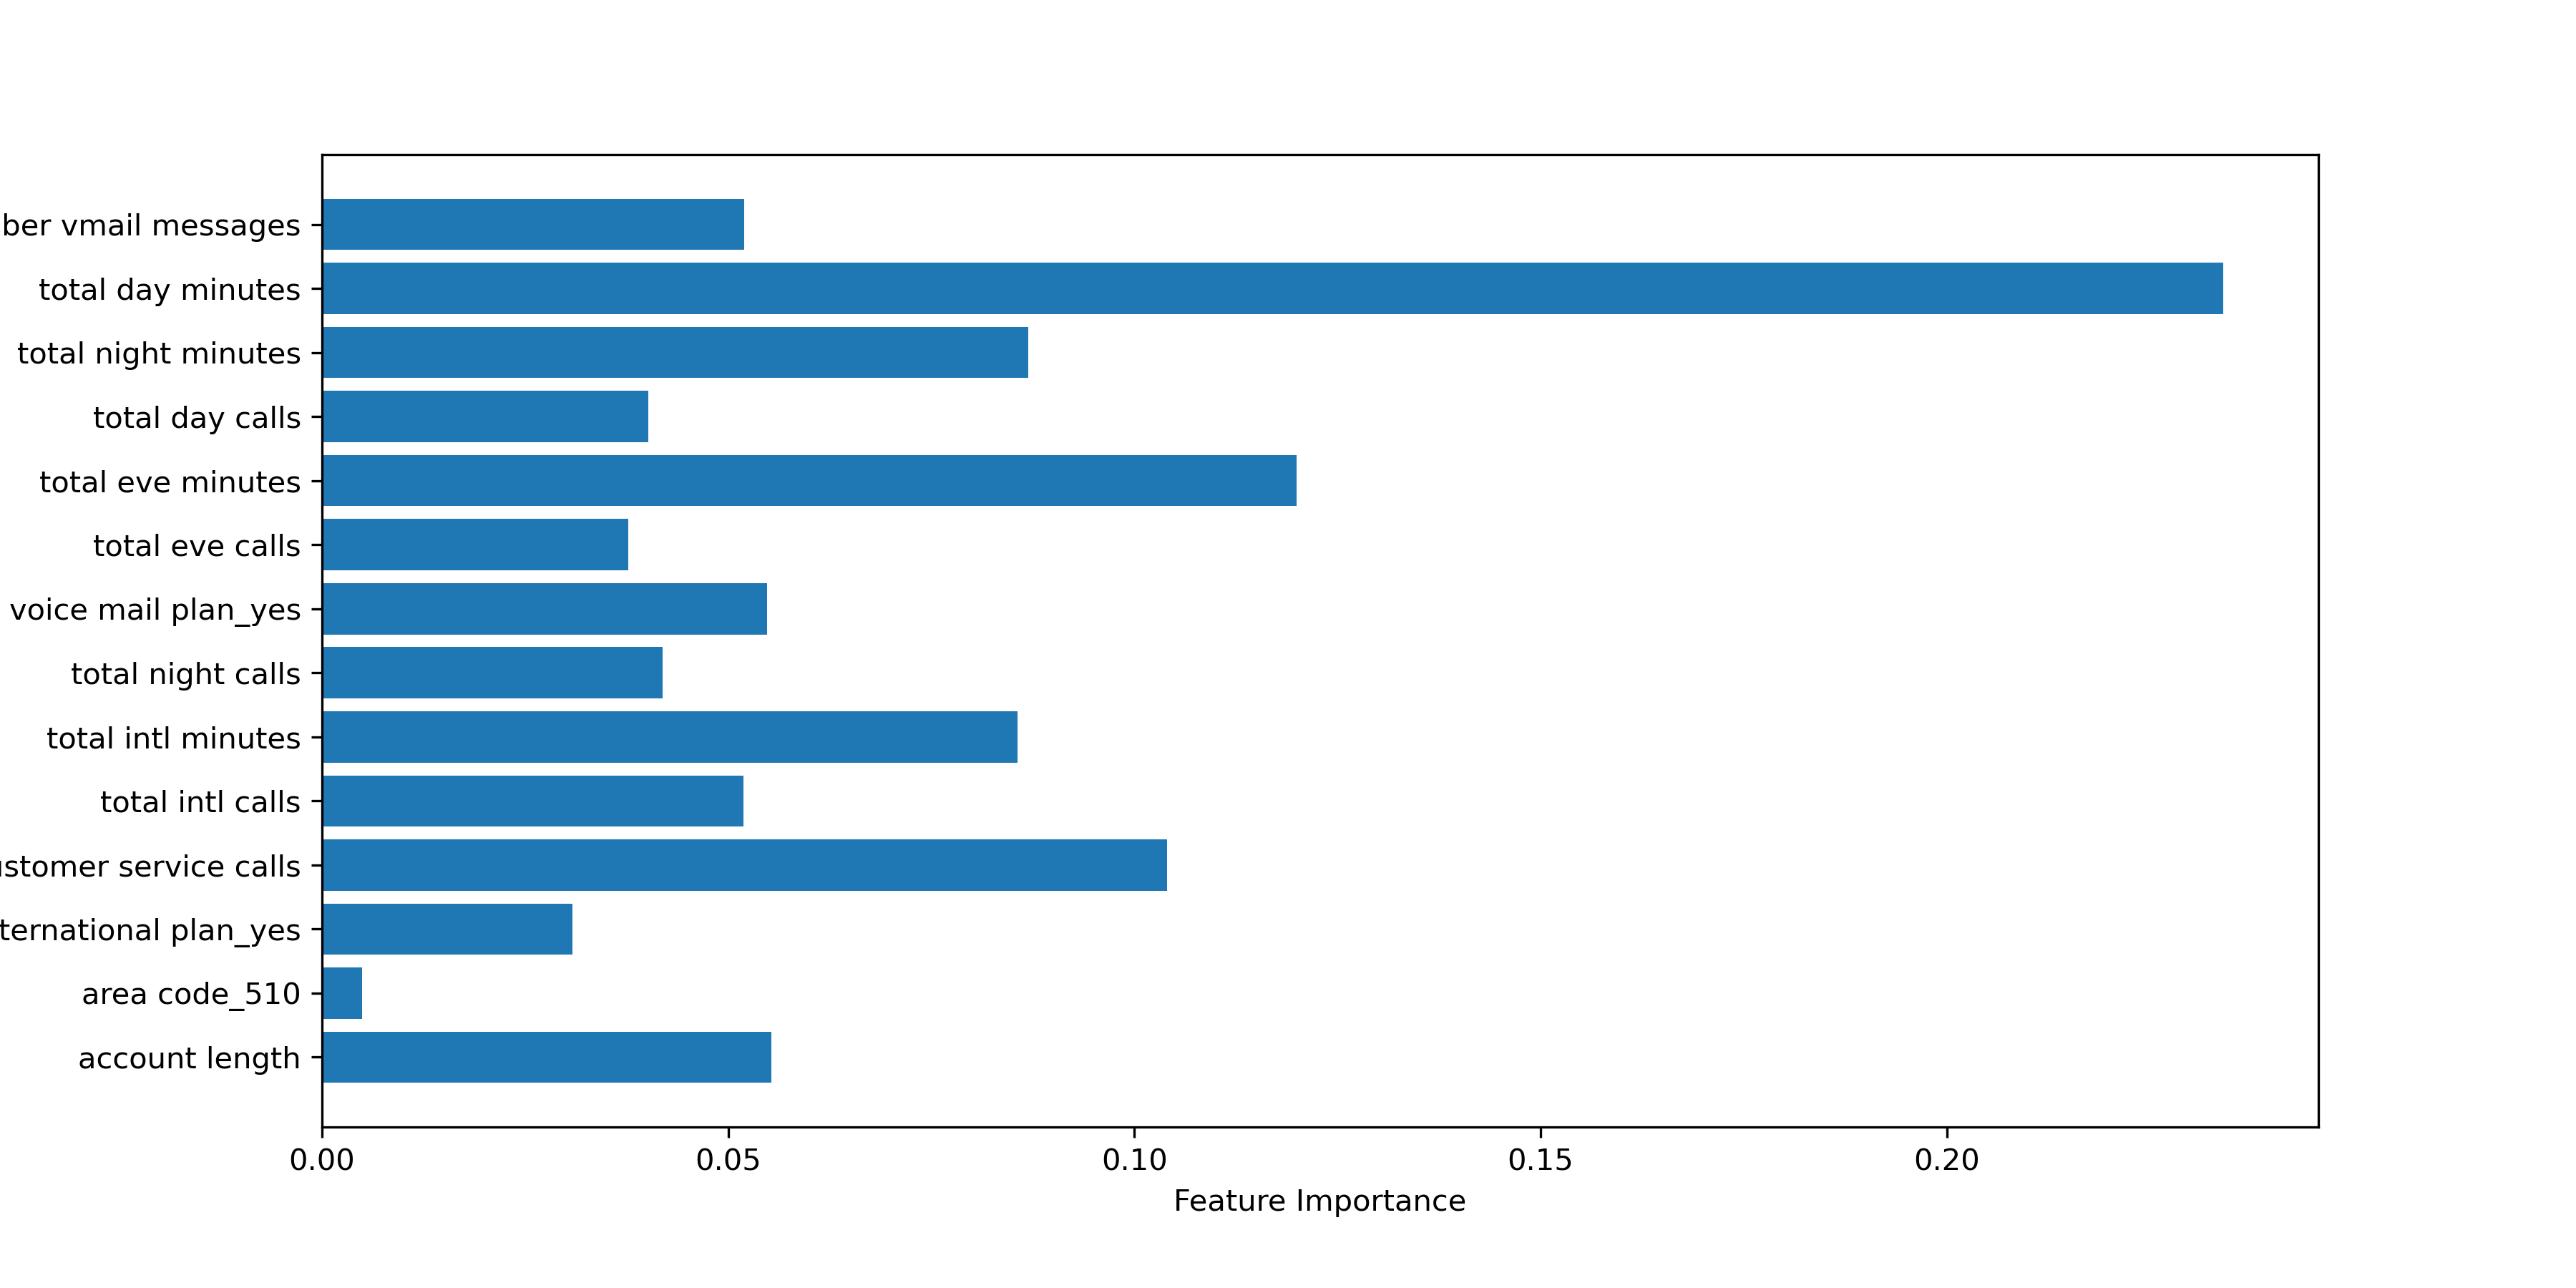 ber vmail messages
total day minutes
total night minutes
total day calls
total eve minutes
total eve calls
voice mail plan_yes
total night calls
total intl minutes
total intl calls
stomer service calls
ternational plan_yes
area code_510
account length
0.00 0.05 0.10 0.15 0.20
Feature Importance